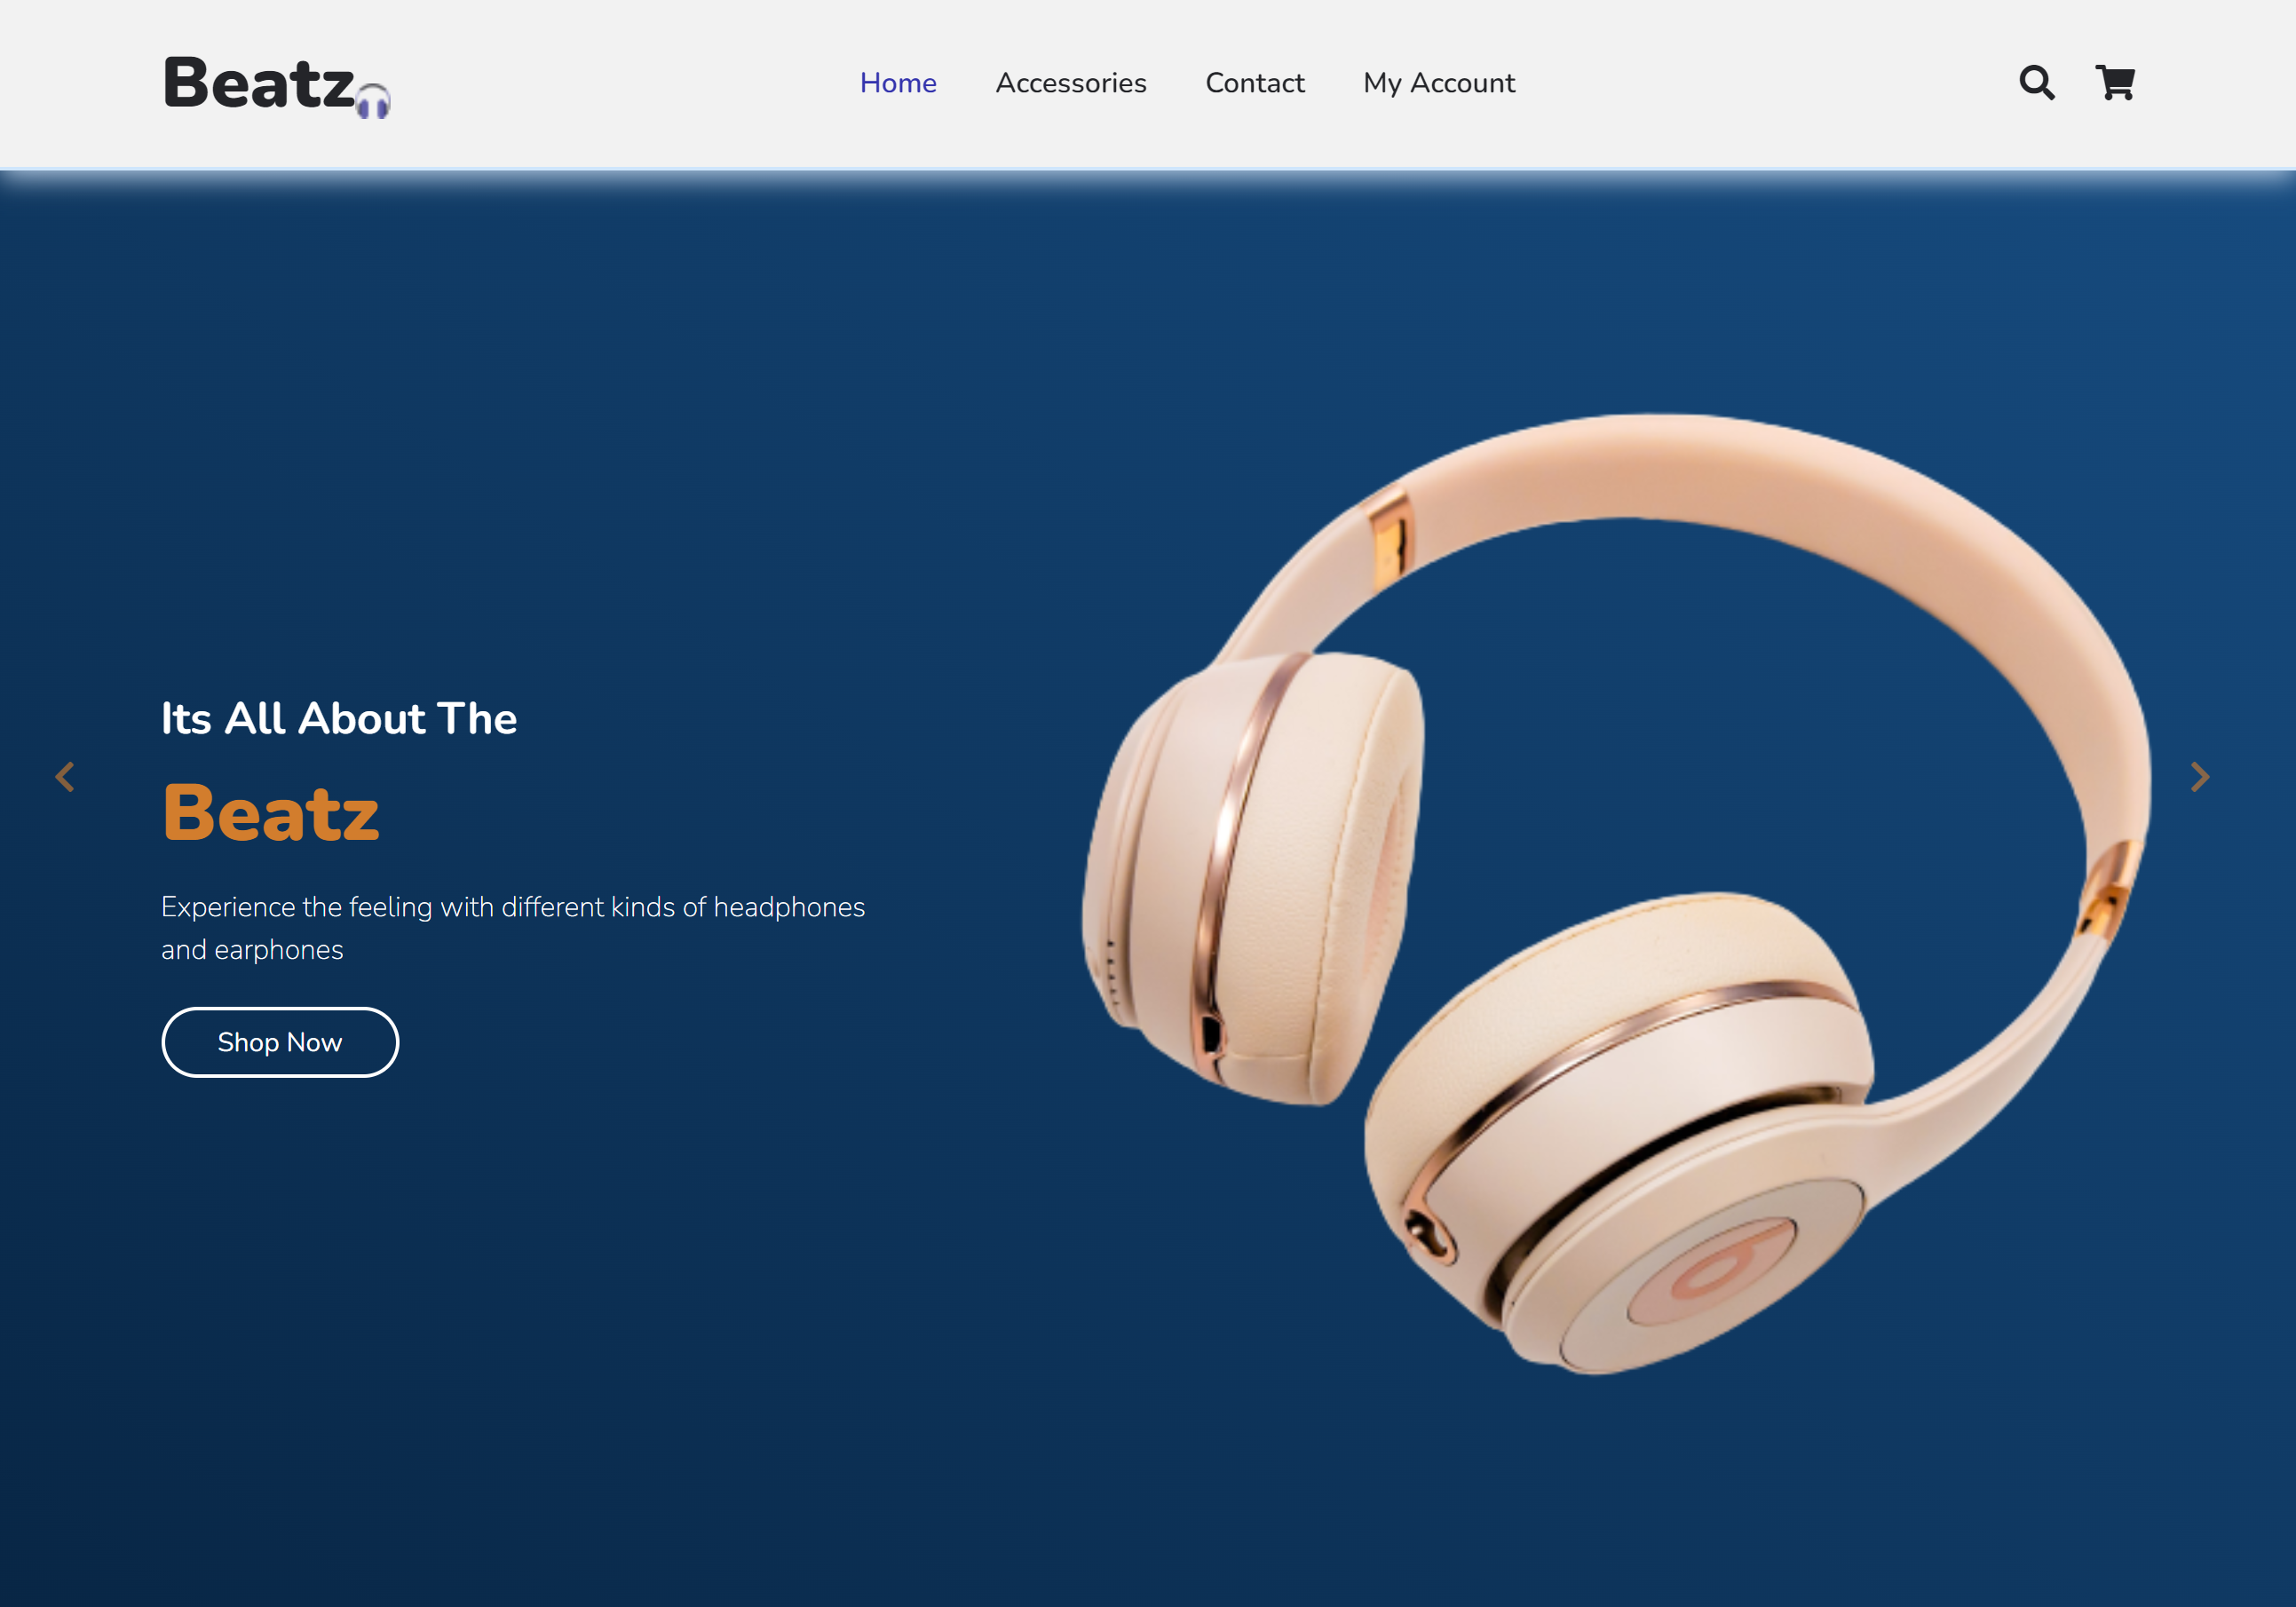 Beatz
Home Accessories Contact My Account
Its All About The
Beatz
Experience the feeling with different kinds of headphones
and earphones
Shop Now